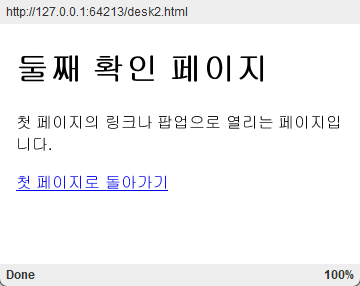 http://127.0.0.1:64213/desk2.html
둘째 확인 페이지
첫 페이지의 링크나 팝업으로 열리는 페이지입
니다.
첫 페이지로 돌아가기
Done 100%